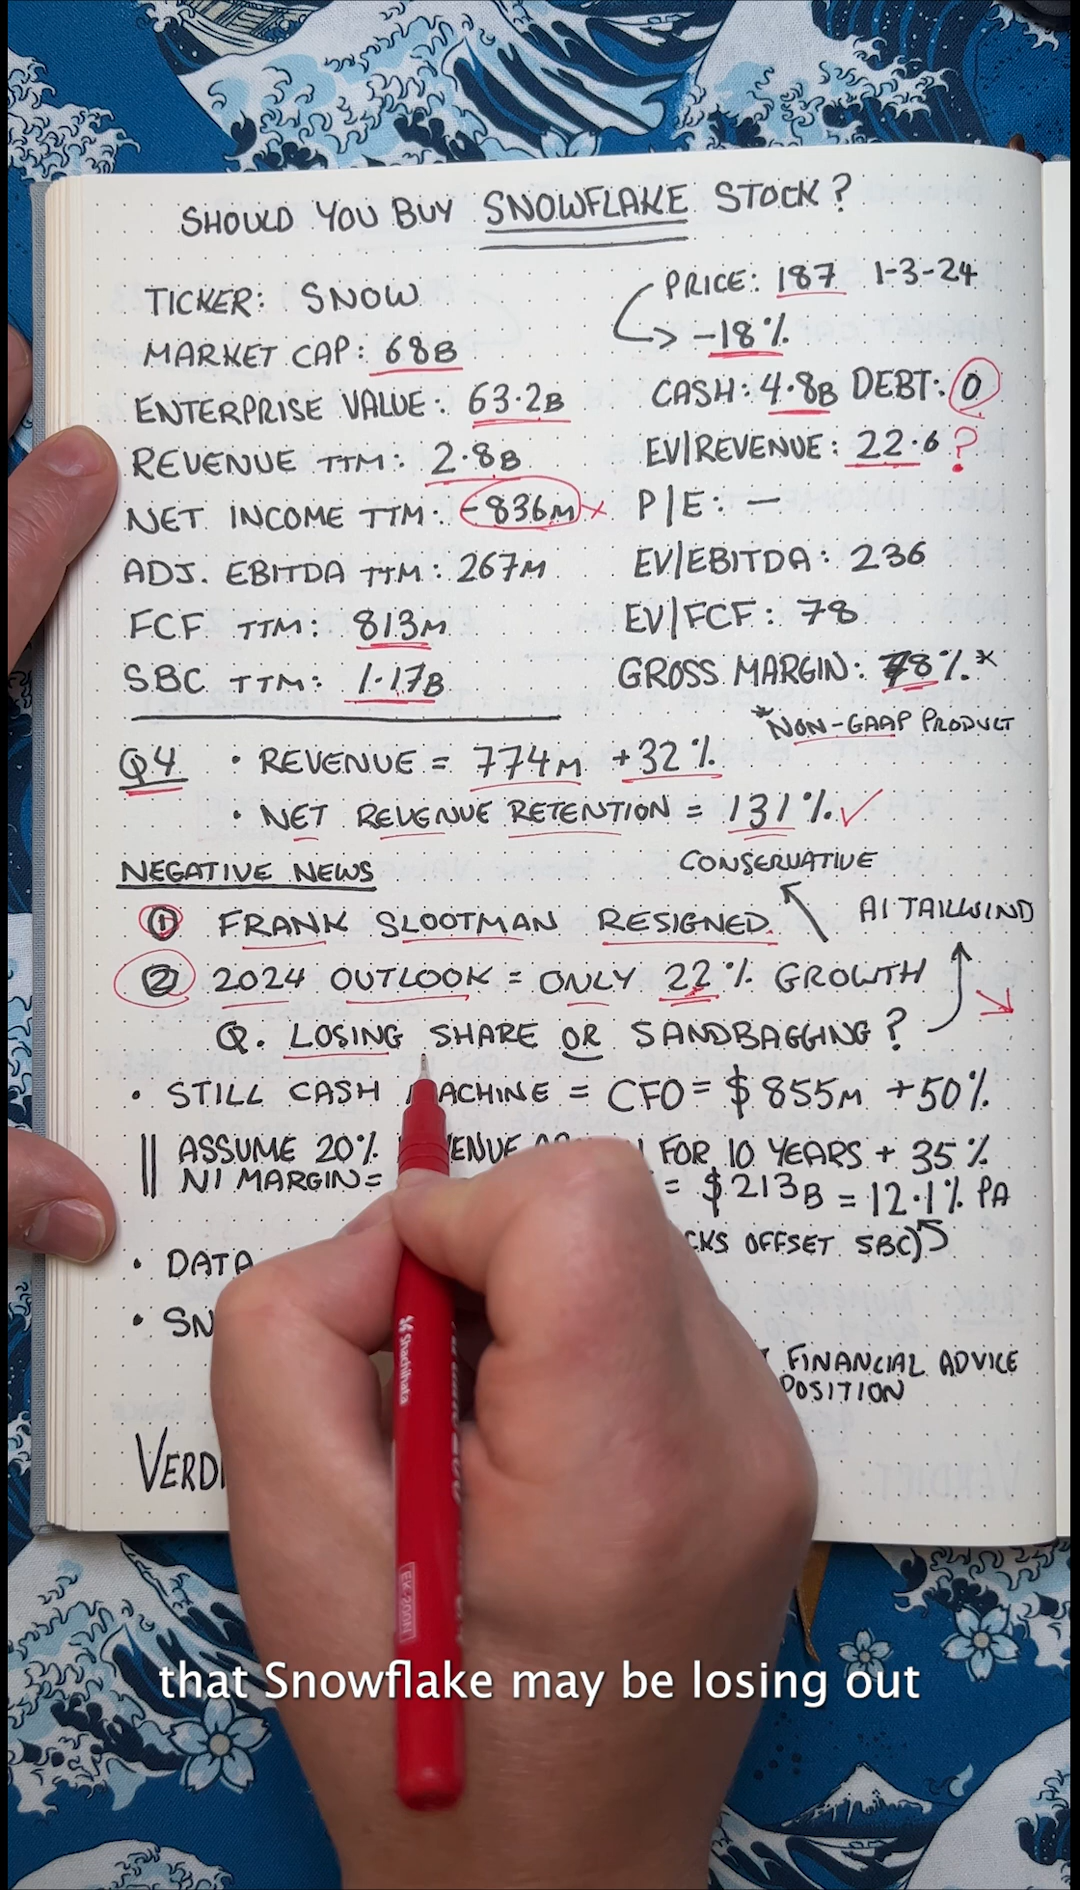 SHOULD YOU BUY SNOWFLAKE STOCK?
TICKER: SNOW
PRICE: 187 1-3-24
-18%
MARKET CAP: 68B
CASH: 4.8B DEBT: 0
ENTERPRISE VALUE: 63.2B
EV/REVENUE: 22.6 ?
REVENUE TTM: 2.8B
NET INCOME TTM: -836M x
P/E: —
ADJ. EBITDA TTM: 267M
EV/EBITDA: 236
FCF TTM: 813M
EV/FCF: 78
SBC TTM: 1.17B
GROSS MARGIN: 78%*
*NON-GAAP PRODUCT
Q4 • REVENUE = 774M +32%
• NET REVENUE RETENTION = 131% ✓
NEGATIVE NEWS
CONSERVATIVE
① FRANK SLOOTMAN RESIGNED
AI TAILWIND
② 2024 OUTLOOK = ONLY 22% GROWTH
Q. LOSING SHARE OR SANDBAGGING?
• STILL CASH MACHINE = CFO = $855M +50%
ASSUME 20% FOR 10 YEARS + 35%
NI MARGIN = = $213B = 12.1% PA
OFFSET SBC)
• DATA
•
FINANCIAL ADVICE
POSITION
Shachihata
EK-200N
that Snowflake may be losing out